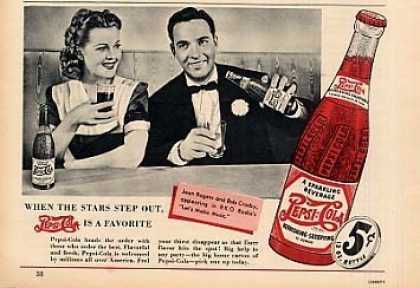 Jean Rogers and Bob Crosby,
appearing in RKO Radio's
"Let's Make Music."
WHEN THE STARS STEP OUT,
PEPSI-COLA IS A FAVORITE
Pepsi-Cola heads the order with
those who order the best. Flavorful
and fresh, Pepsi-Cola is welcomed
by millions all over America. Feel
your thirst disappear as that Fuer
flavor hits the spot! Big help to
any party—the big home carton of
Pepsi-Cola—pick one up today.
PEPSI-COLA
A SPARKLING
BEVERAGE
PEPSI-COLA
REFRESHING-SATISFYING
5¢
12 OZ. BOTTLE
38